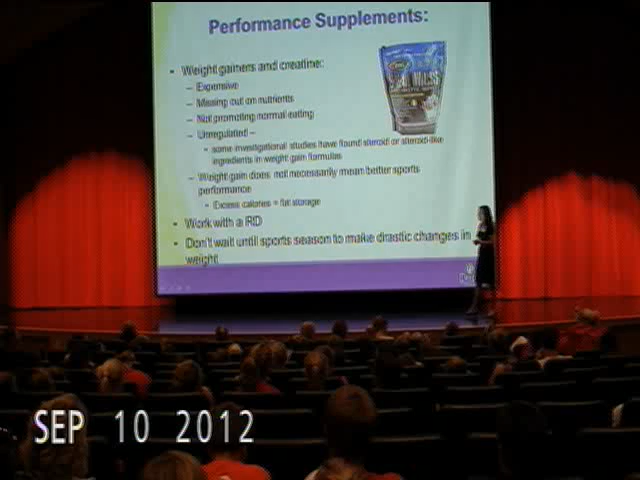 Performance Supplements:
• Weight gainers and creatine:
– Expensive
– Missing out on nutrients
– Not promoting normal eating
– Unregulated –
• some investigational studies have found steroid or steroid-like
ingredients in weight gain formulas
– Weight gain does not necessarily mean better sports
performance
• Excess calories = fat storage
• Work with a RD
• Don't wait until sports season to make drastic changes in
weight
SEP 10 2012